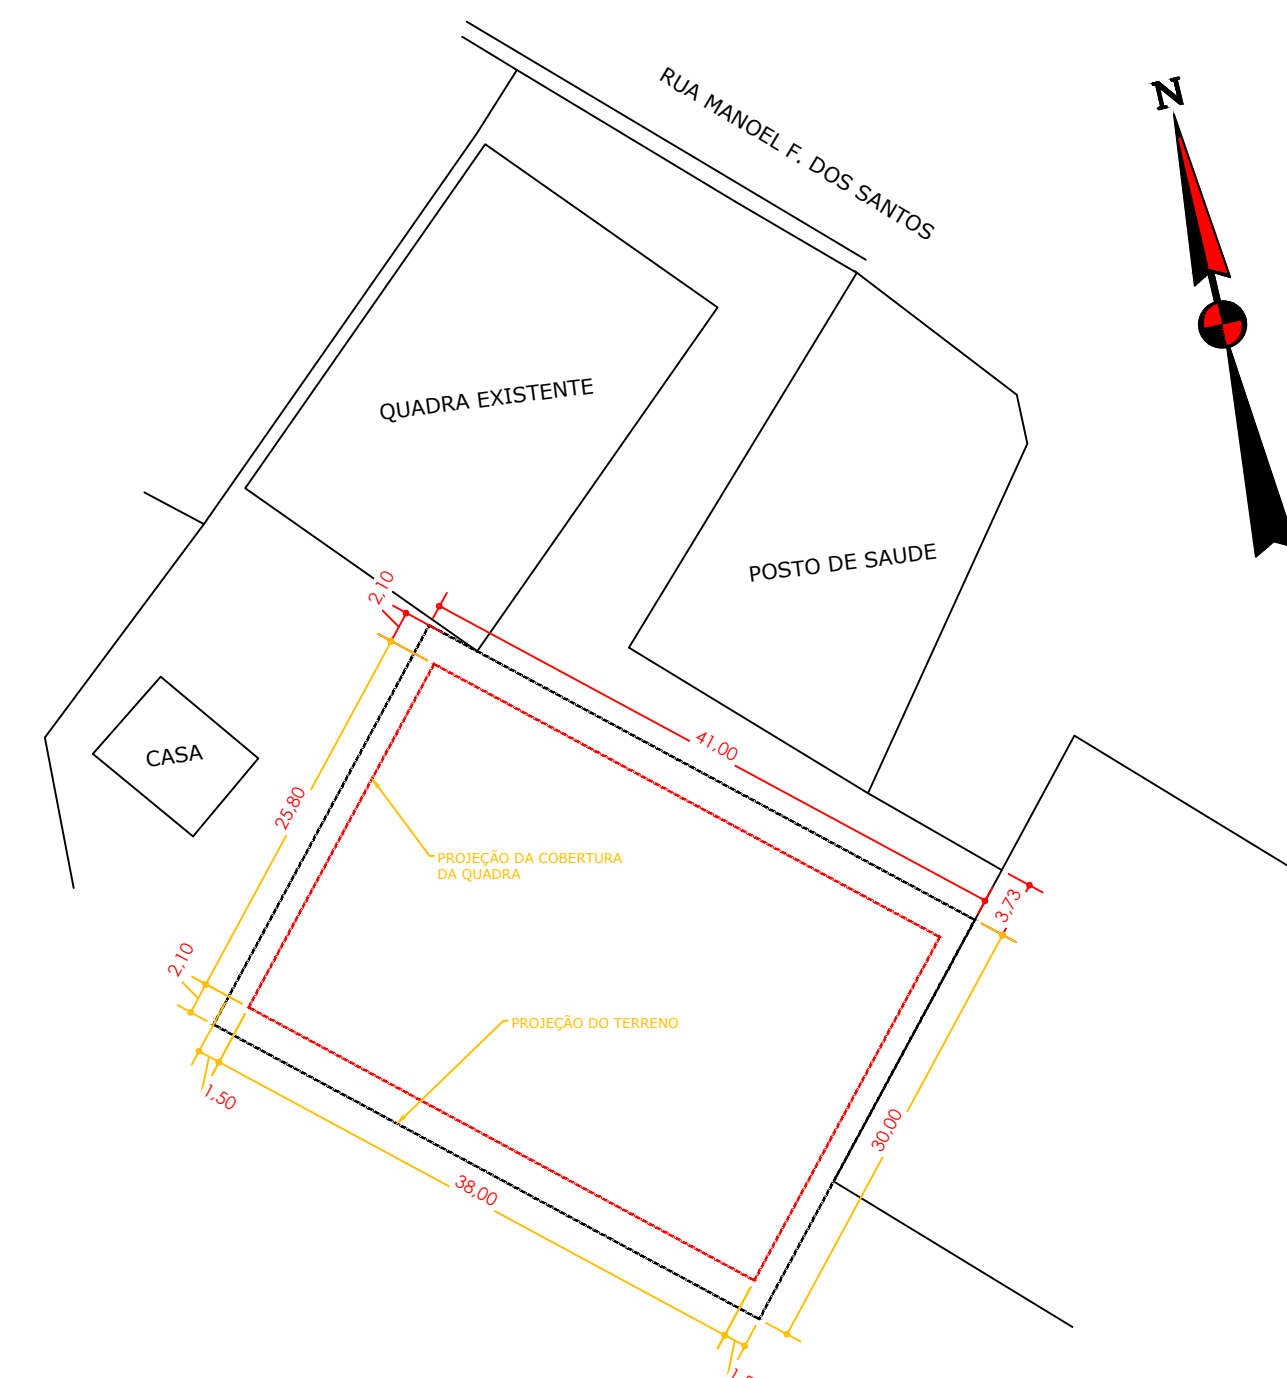 RUA MANOEL F. DOS SANTOS
N
QUADRA EXISTENTE
POSTO DE SAUDE
2,10
41,00
CASA
25,80
PROJEÇÃO DA COBERTURA
DA QUADRA
3,73
2,10
PROJEÇÃO DO TERRENO
1,50
30,00
38,00